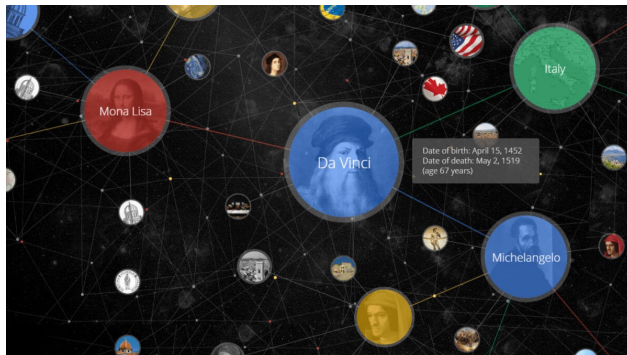 Mona Lisa
Italy
Da Vinci
Date of birth: April 15, 1452
Date of death: May 2, 1519
(age 67 years)
Michelangelo